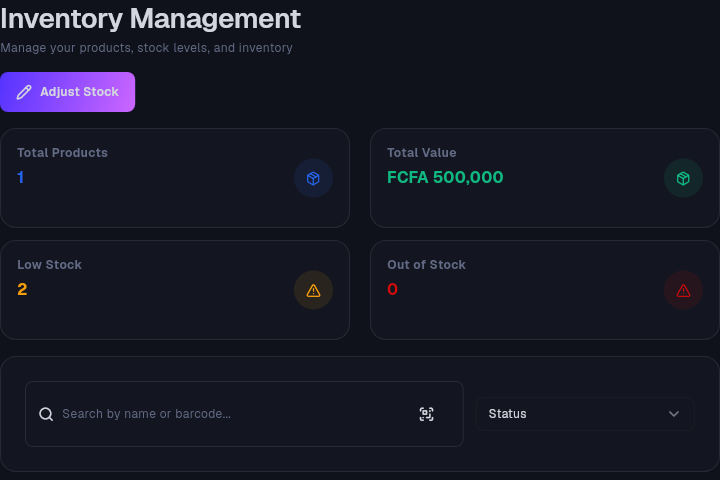 Inventory Management
Manage your products, stock levels, and inventory
Adjust Stock
Total Products
1
Total Value
FCFA 500,000
Low Stock
2
Out of Stock
0
Search by name or barcode...
Status